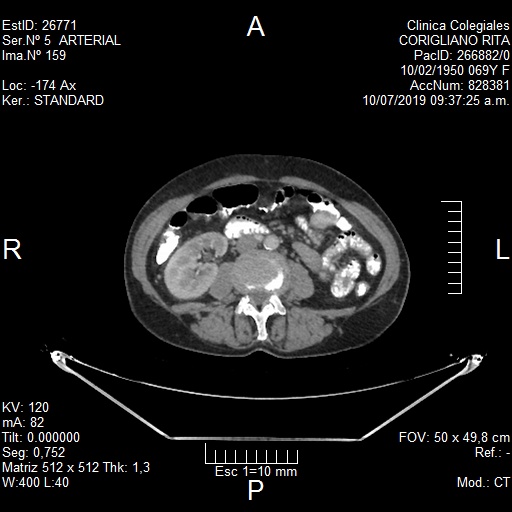 EstID: 26771
Ser.Nº 5 ARTERIAL
Ima.Nº 159
Loc: -174 Ax
Ker.: STANDARD
A
Clinica Colegiales
CORIGLIANO RITA
PacID: 266882/0
10/02/1950 069Y F
AccNum: 828381
10/07/2019 09:37:25 a.m.
R
L
KV: 120
mA: 82
Tilt: 0.000000
Seg: 0,752
Matriz 512 x 512 Thk: 1,3
W:400 L:40
Esc 1=10 mm
P
FOV: 50 x 49,8 cm
Ref.: -
Mod.: CT